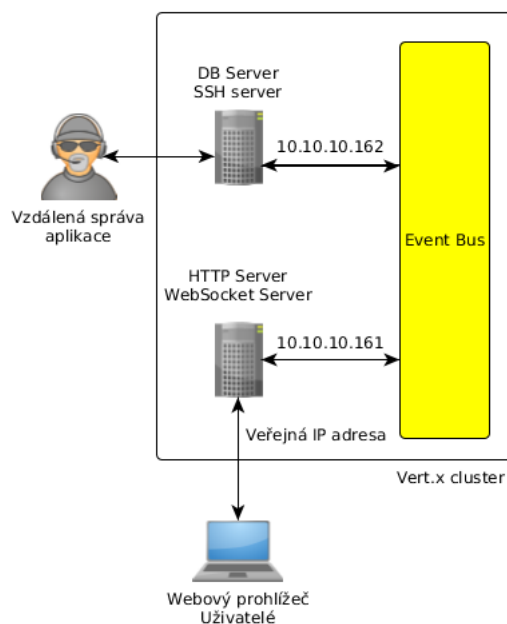 DB Server
SSH server
10.10.10.162
Vzdálená správa
aplikace
Event Bus
HTTP Server
WebSocket Server
10.10.10.161
Veřejná IP adresa
Vert.x cluster
Webový prohlížeč
Uživatelé